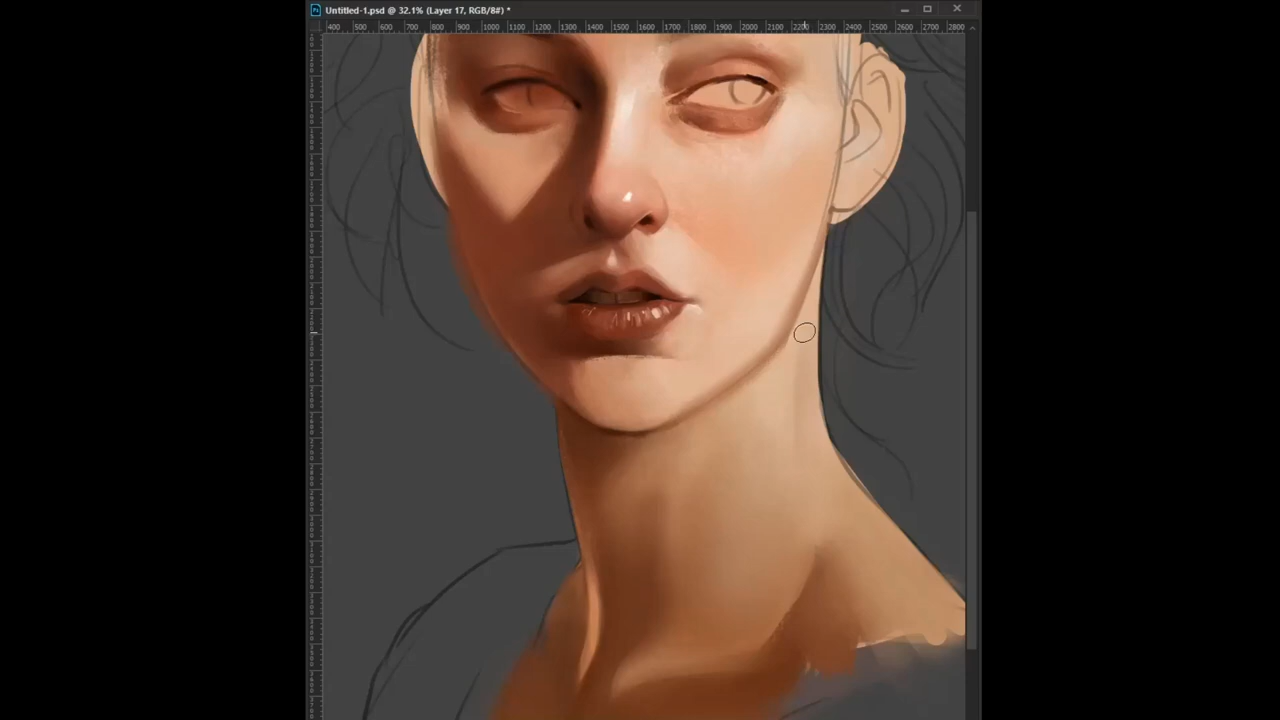 Ps Untitled-1.psd @ 32.1% (Layer 17, RGB/8#) *
400 500 600 700 800 900 1000 1100 1200 1300 1400 1500 1600 1700 1800 1900 2000 2100 2200 2300 2400 2500 2600 2700 2800